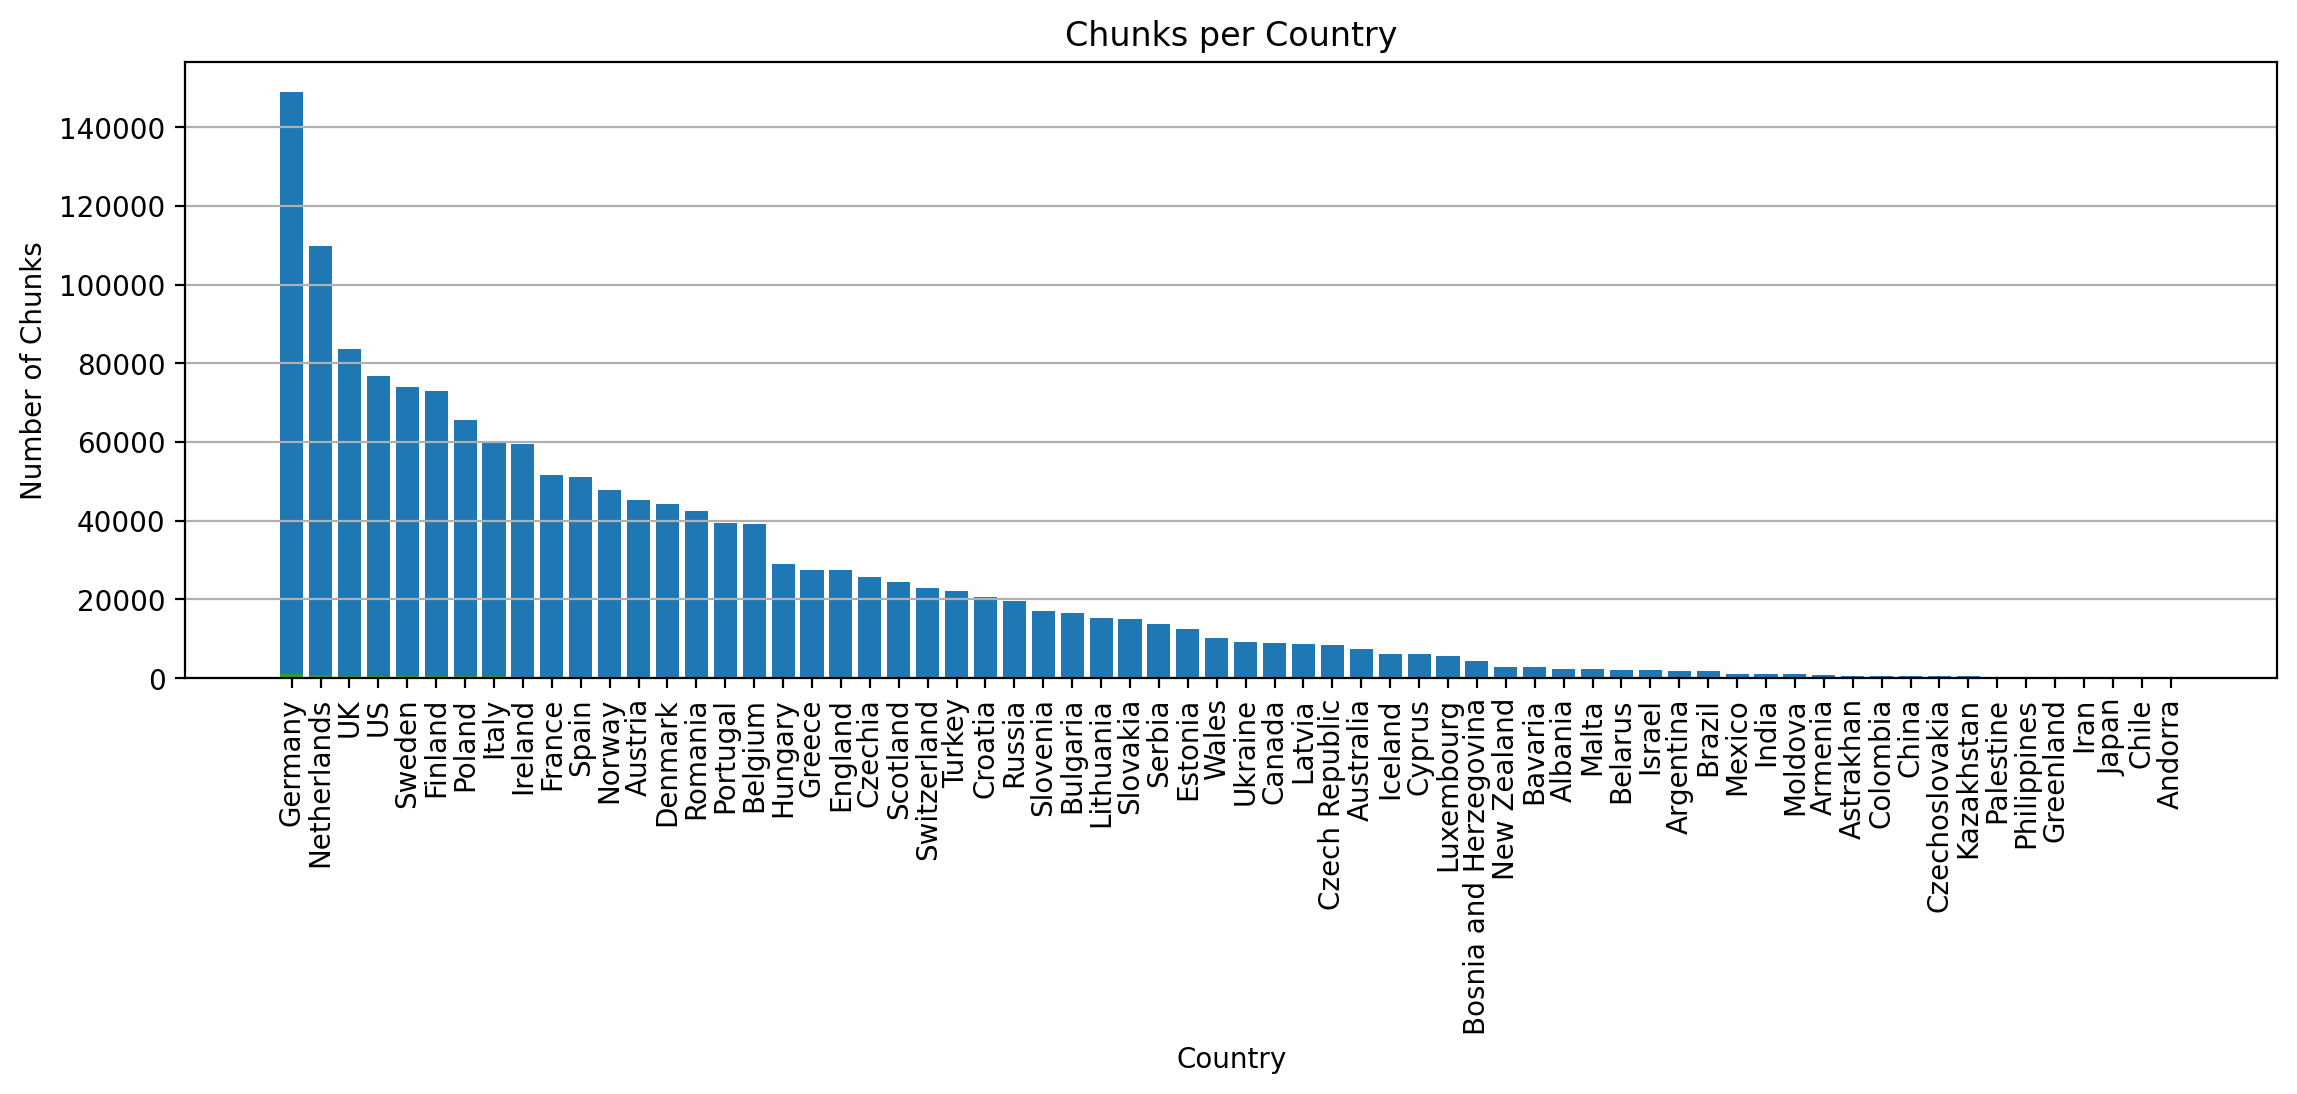 Chunks per Country
Number of Chunks
140000
120000
100000
80000
60000
40000
20000
0
Germany
Netherlands
UK
US
Sweden
Finland
Poland
Italy
Ireland
France
Spain
Norway
Austria
Denmark
Romania
Portugal
Belgium
Hungary
Greece
England
Czechia
Scotland
Switzerland
Turkey
Croatia
Russia
Slovenia
Bulgaria
Lithuania
Slovakia
Serbia
Estonia
Wales
Ukraine
Canada
Latvia
Czech Republic
Australia
Iceland
Cyprus
Luxembourg
Bosnia and Herzegovina
New Zealand
Bavaria
Albania
Malta
Belarus
Israel
Argentina
Brazil
Mexico
India
Moldova
Armenia
Astrakhan
Colombia
China
Czechoslovakia
Kazakhstan
Palestine
Philippines
Greenland
Iran
Japan
Chile
Andorra
Country